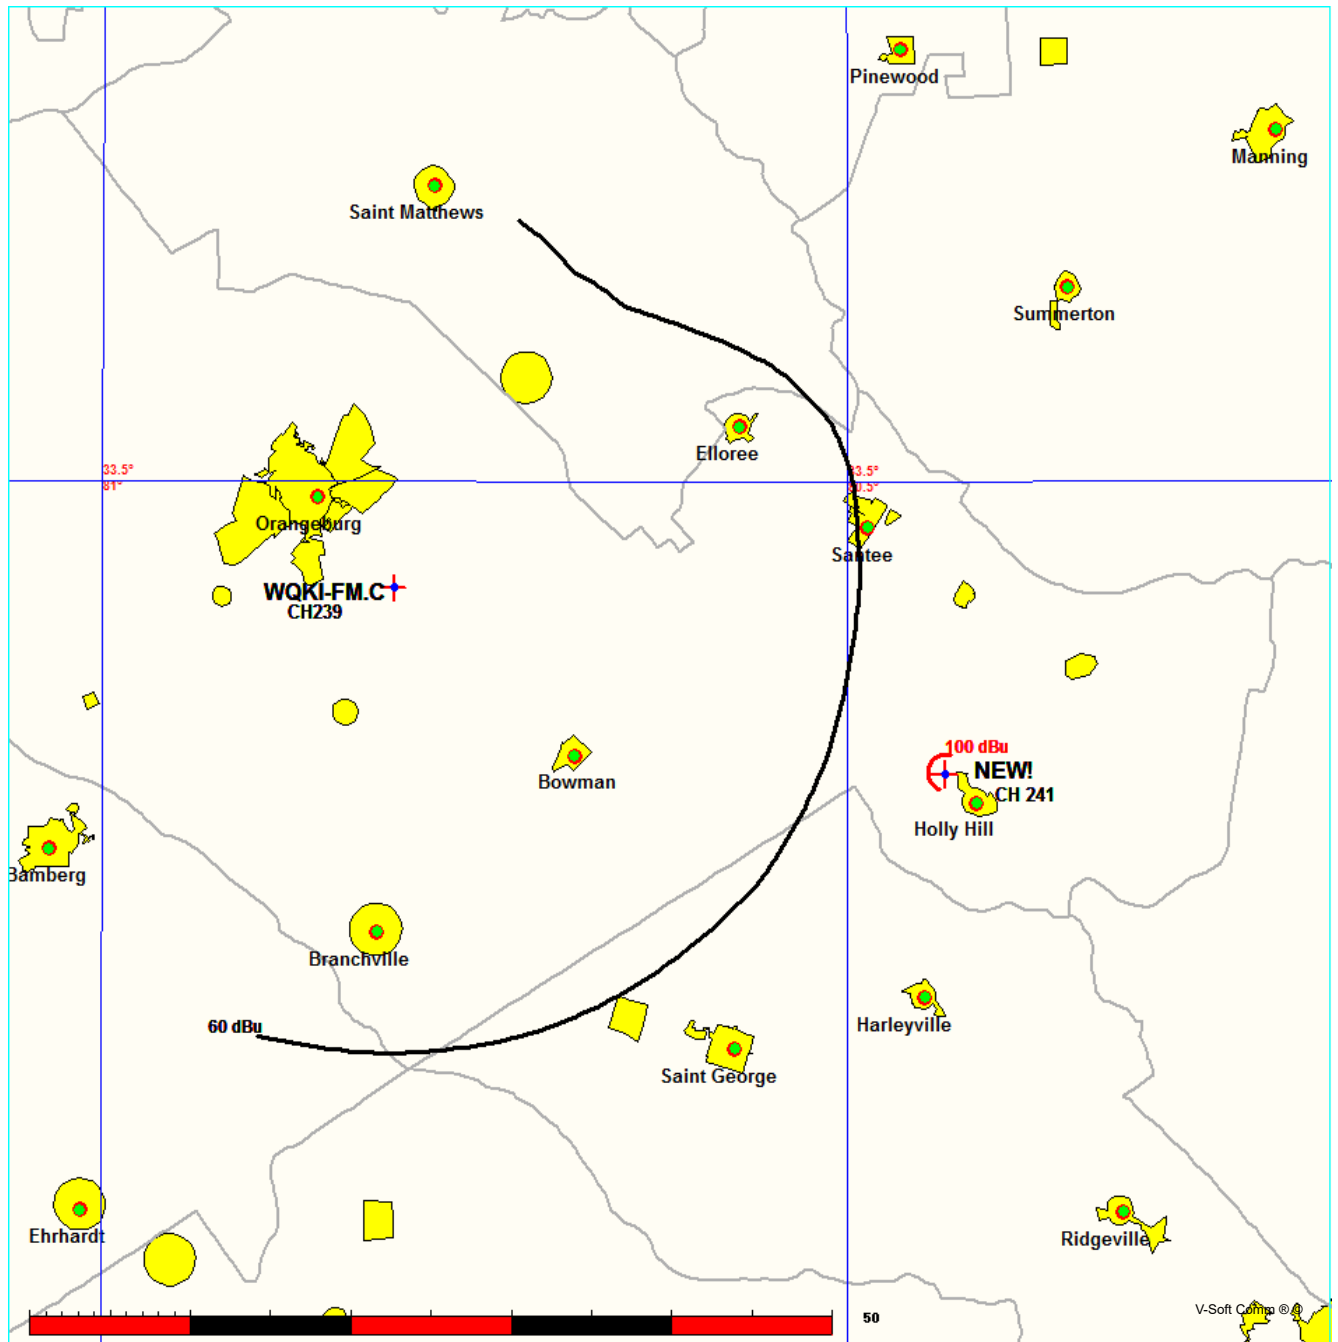 Pinewood
Manning
Saint Matthews
Summerton
Elloree
33.5°
81°
33.5°
80.5°
Orangeburg
Santee
WQKI-FM.C
CH239
100 dBu
NEW!
CH 241
Bowman
Holly Hill
Bamberg
Branchville
60 dBu
Harleyville
Saint George
Ehrhardt
Ridgeville
V-Soft Comm ® ©
50